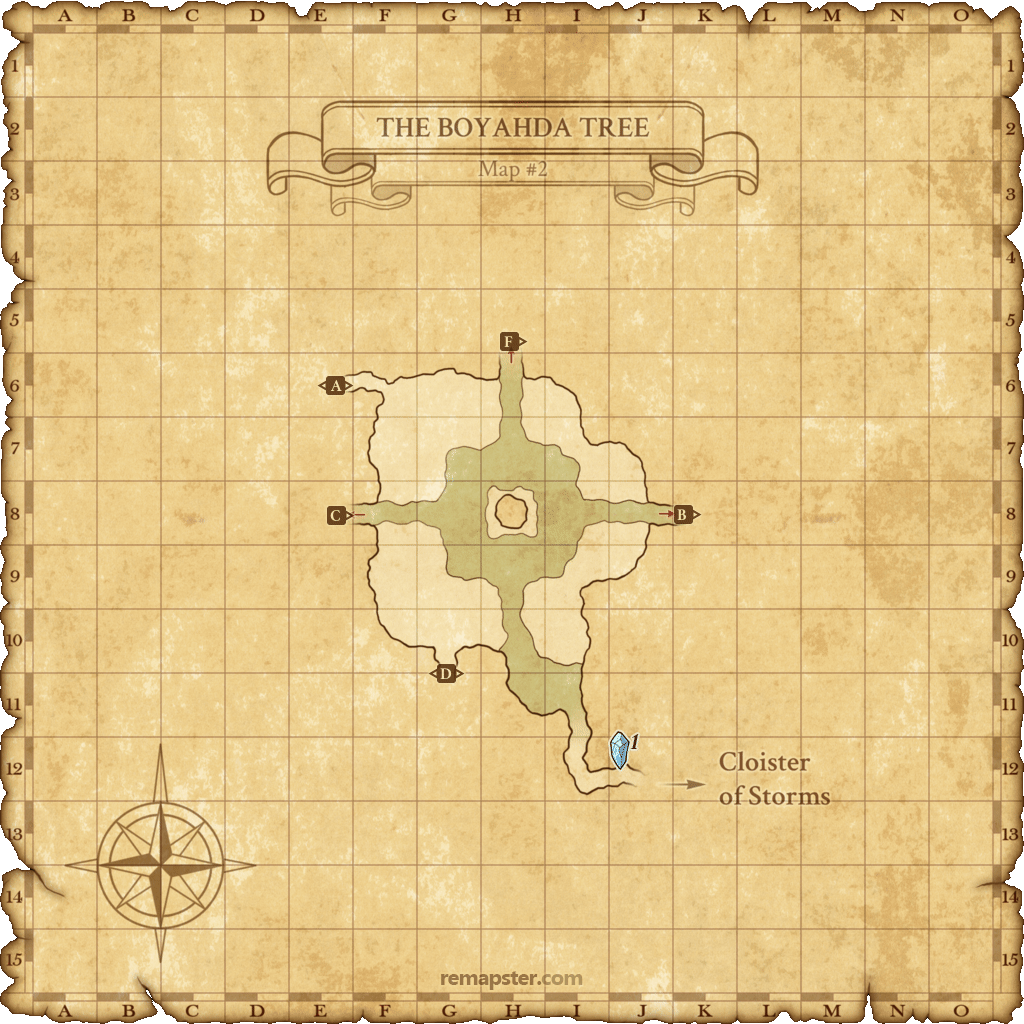 A B C D E F G H I J K L M N O
1 1
THE BOYAHDA TREE
2 2
Map #2
3 3
4 4
5 5
F
A
6 6
7 7
C B
8 8
9 9
10 10
D
11 11
1
Cloister
12 12
of Storms
13 13
14 14
15 15
remapster.com
A B C D E F G H I J K L M N O